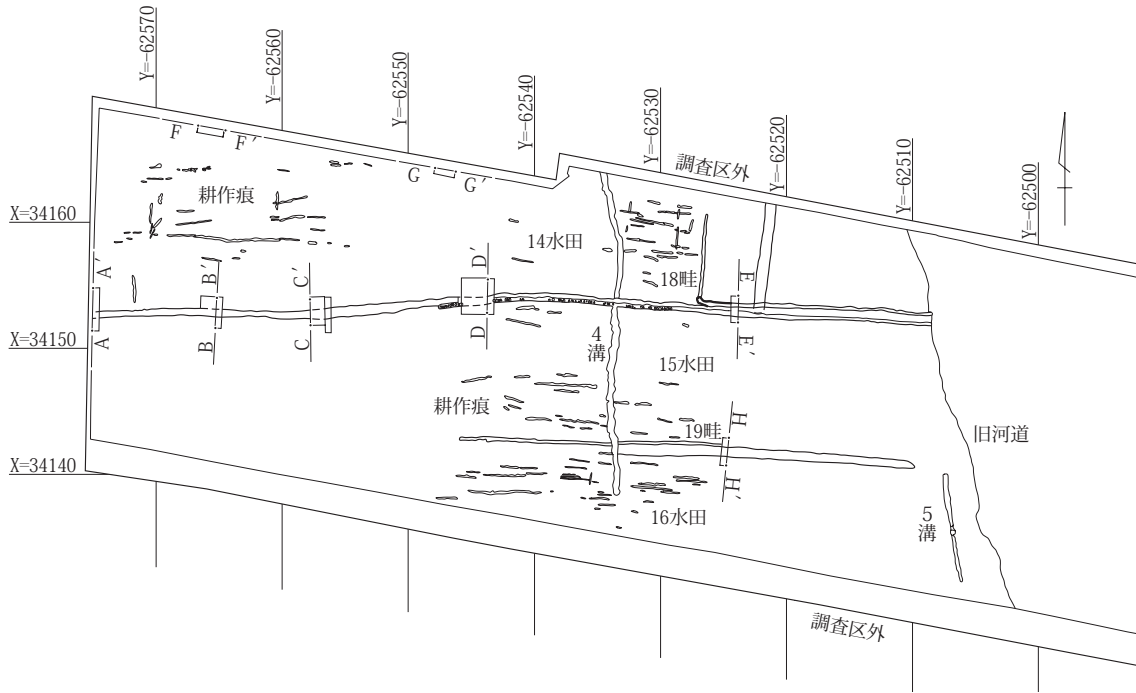 Y=-62570
Y=-62560
Y=-62550
Y=-62540
Y=-62530
Y=-62520
Y=-62510
Y=-62500
調査区外
F
F′
G
G′
耕作痕
X=34160
14水田
18畦
A′
B′
C′
D′
E
A
B
C
D
E′
X=34150
4溝
15水田
耕作痕
19畦
H
旧河道
X=34140
H′
16水田
5溝
調査区外